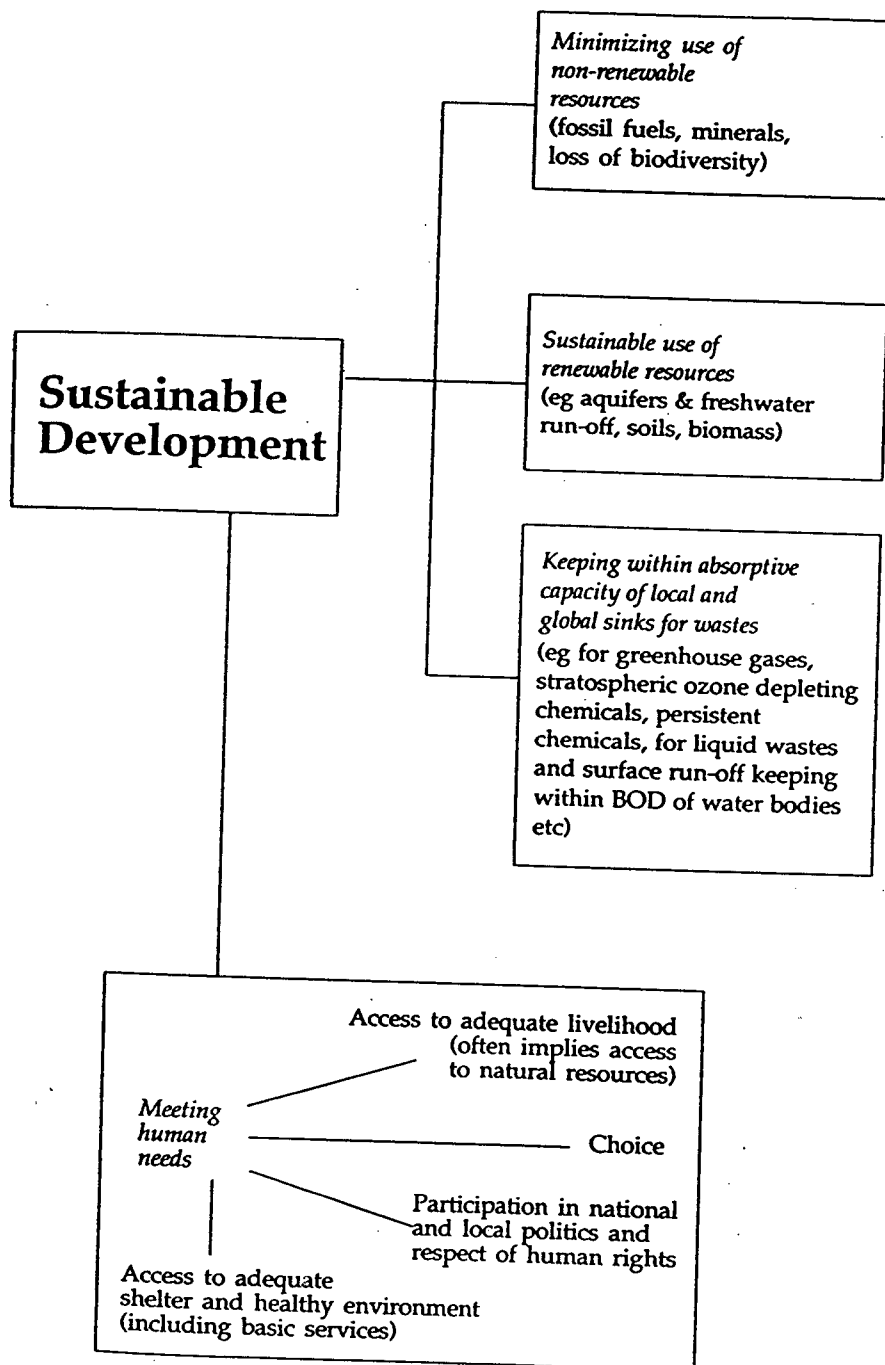 Minimizing use of
non-renewable
resources
(fossil fuels, minerals,
loss of biodiversity)
Sustainable
Development
Sustainable use of
renewable resources
(eg aquifers & freshwater
run-off, soils, biomass)
Keeping within absorptive
capacity of local and
global sinks for wastes
(eg for greenhouse gases,
stratospheric ozone depleting
chemicals, persistent
chemicals, for liquid wastes
and surface run-off keeping
within BOD of water bodies
etc)
Access to adequate livelihood
(often implies access
to natural resources)
Meeting
human
needs
Choice
Participation in national
and local politics and
respect of human rights
Access to adequate
shelter and healthy environment
(including basic services)